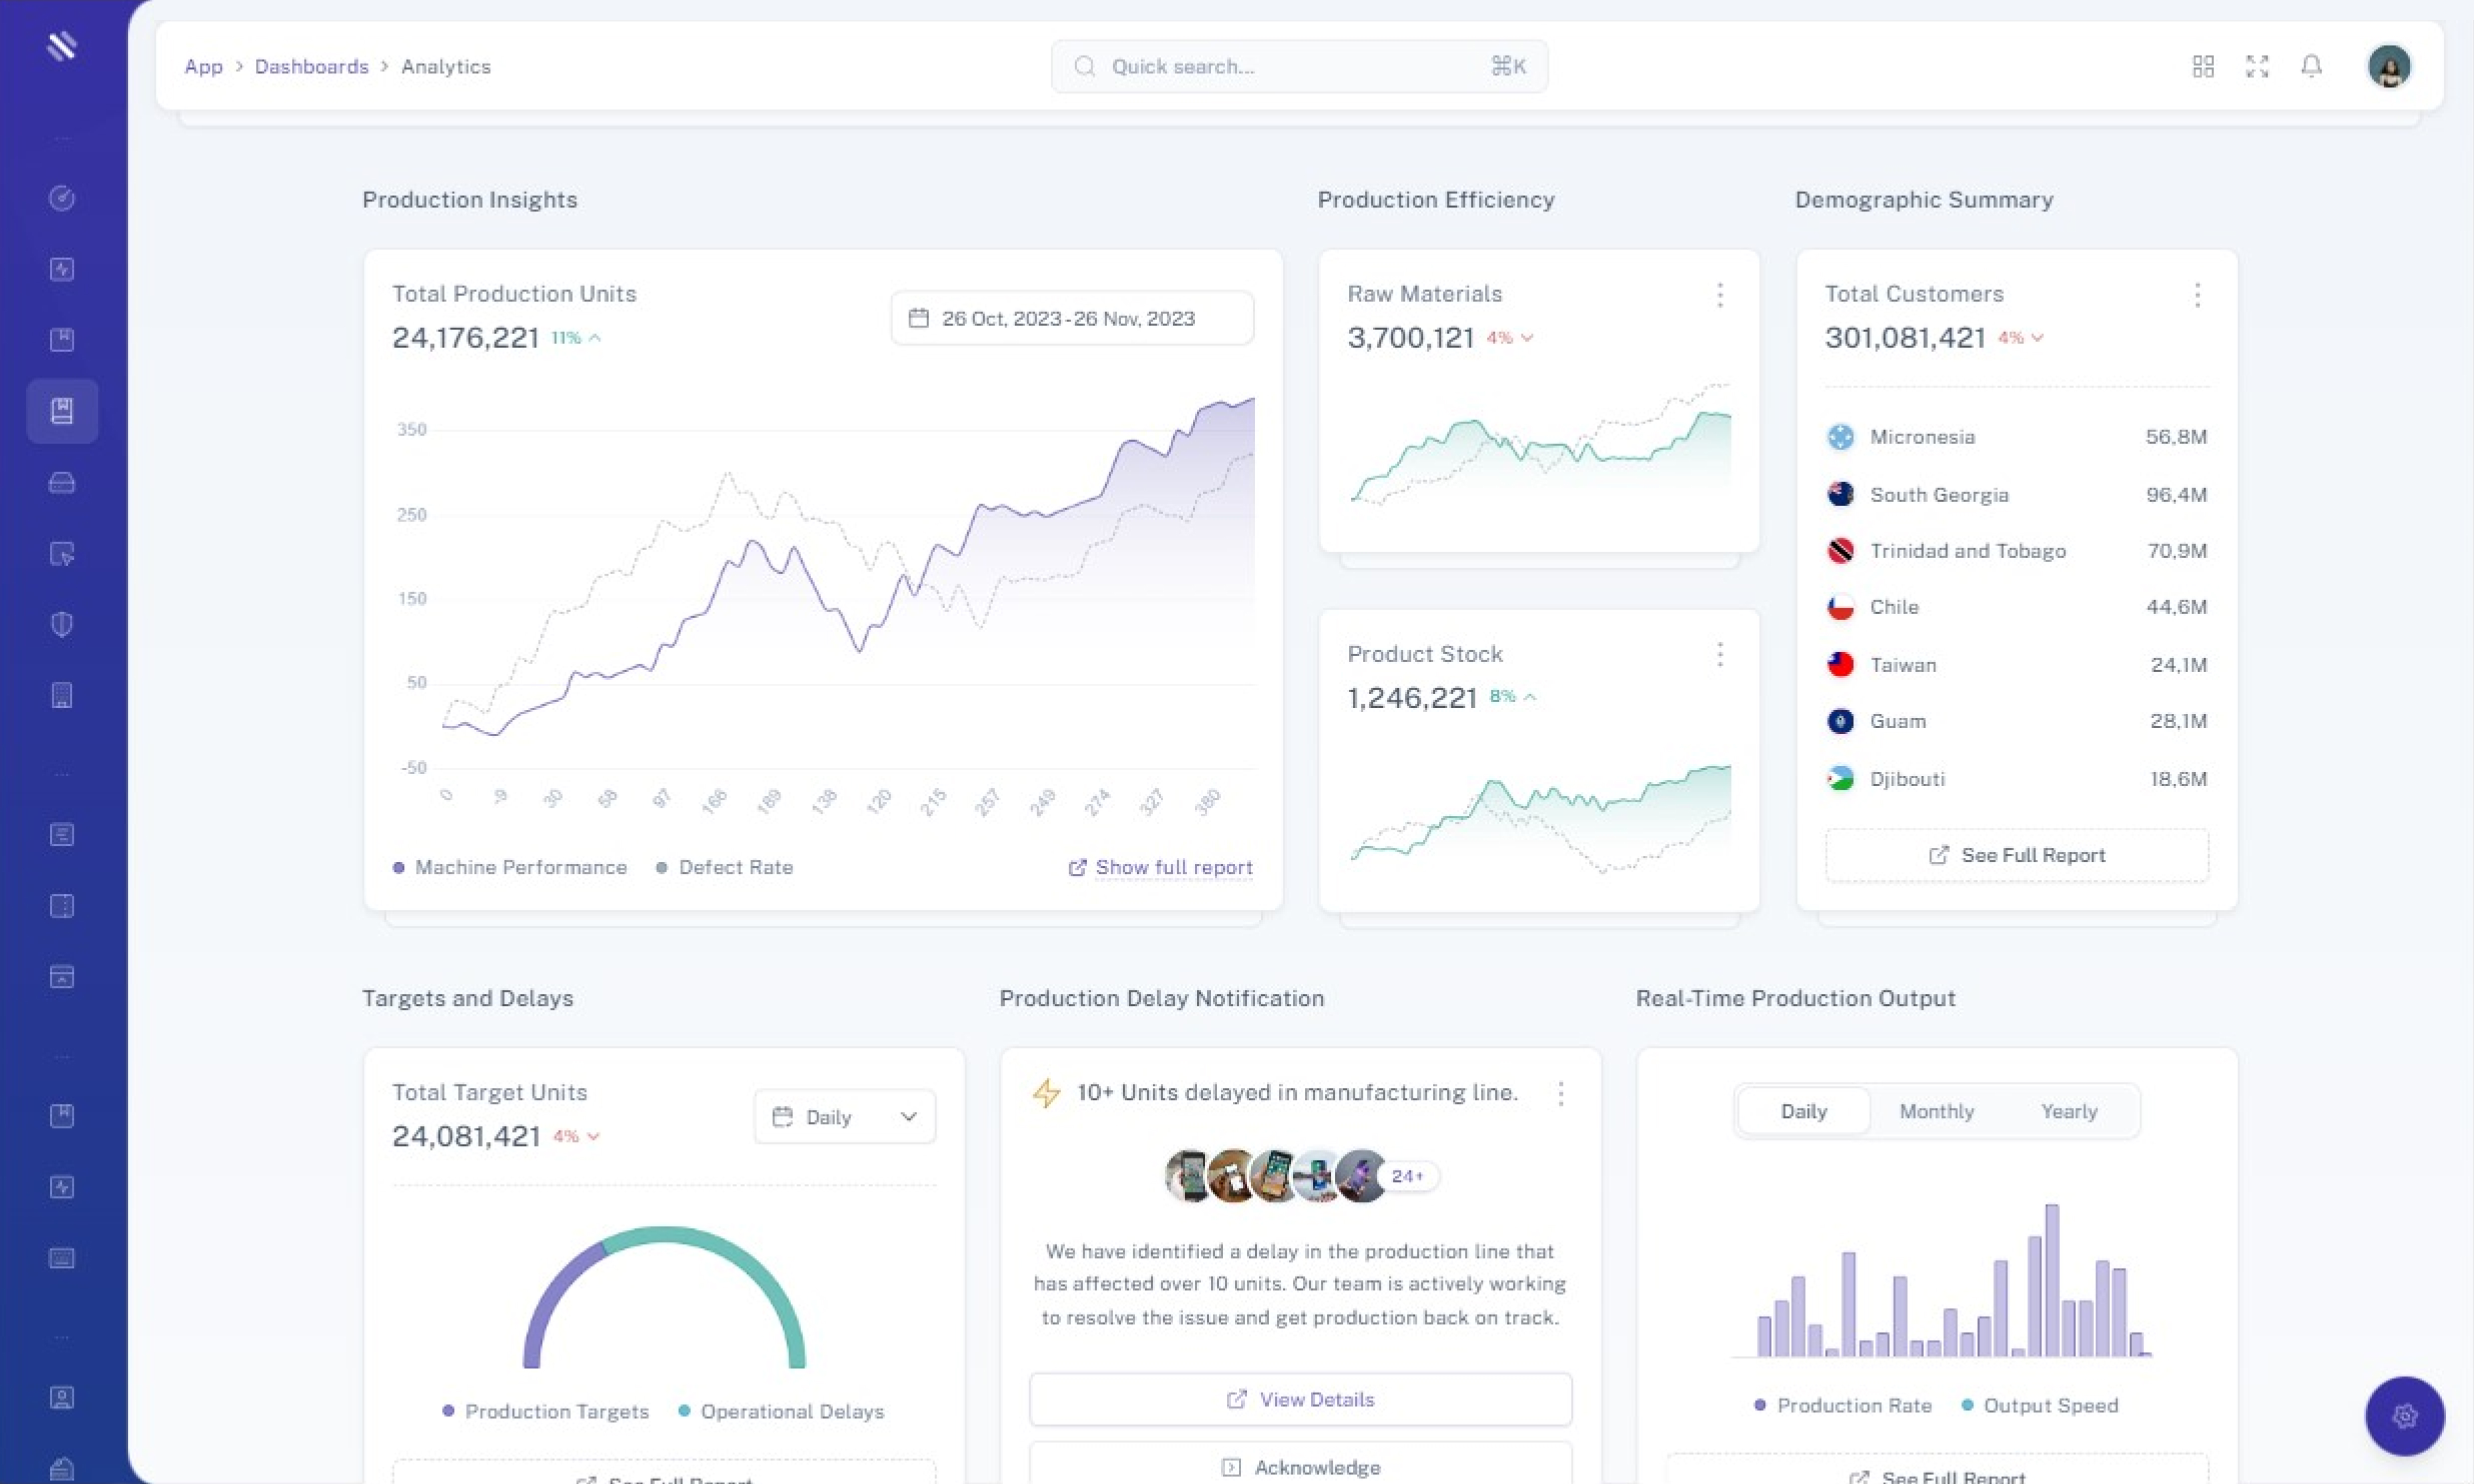 App > Dashboards > Analytics
Quick search...
⌘K
Production Insights
Total Production Units
24,176,221 11%
26 Oct, 2023 - 26 Nov, 2023
350
250
150
50
-50
0 -9 30 58 97 166 189 138 120 215 257 249 274 327 380
Machine Performance Defect Rate
Show full report
Production Efficiency
Raw Materials
3,700,121 4%
Product Stock
1,246,221 8%
Demographic Summary
Total Customers
301,081,421 4%
Micronesia 56,8M
South Georgia 96,4M
Trinidad and Tobago 70,9M
Chile 44,6M
Taiwan 24,1M
Guam 28,1M
Djibouti 18,6M
See Full Report
Targets and Delays
Total Target Units
24,081,421 4%
Daily
Production Targets Operational Delays
See Full Report
Production Delay Notification
10+ Units delayed in manufacturing line.
24+
We have identified a delay in the production line that
has affected over 10 units. Our team is actively working
to resolve the issue and get production back on track.
View Details
Acknowledge
Real-Time Production Output
Daily Monthly Yearly
Production Rate Output Speed
See Full Report